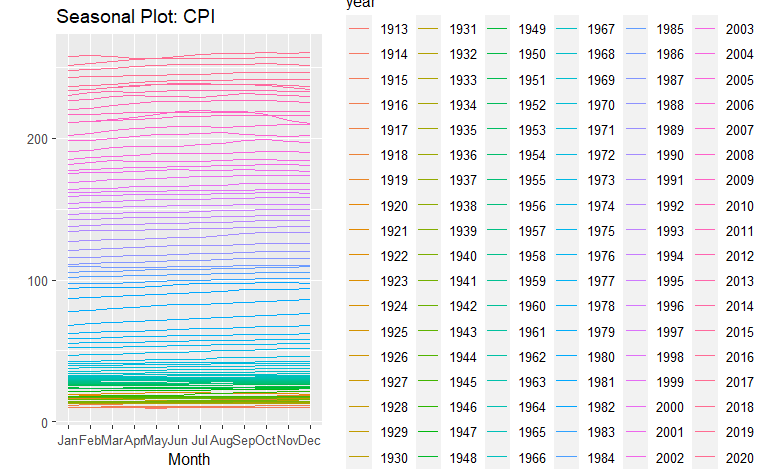 Seasonal Plot: CPI
200
100
0
Jan Feb Mar Apr May Jun Jul Aug Sep Oct Nov Dec
Month
year
1913 1931 1949 1967 1985 2003
1914 1932 1950 1968 1986 2004
1915 1933 1951 1969 1987 2005
1916 1934 1952 1970 1988 2006
1917 1935 1953 1971 1989 2007
1918 1936 1954 1972 1990 2008
1919 1937 1955 1973 1991 2009
1920 1938 1956 1974 1992 2010
1921 1939 1957 1975 1993 2011
1922 1940 1958 1976 1994 2012
1923 1941 1959 1977 1995 2013
1924 1942 1960 1978 1996 2014
1925 1943 1961 1979 1997 2015
1926 1944 1962 1980 1998 2016
1927 1945 1963 1981 1999 2017
1928 1946 1964 1982 2000 2018
1929 1947 1965 1983 2001 2019
1930 1948 1966 1984 2002 2020